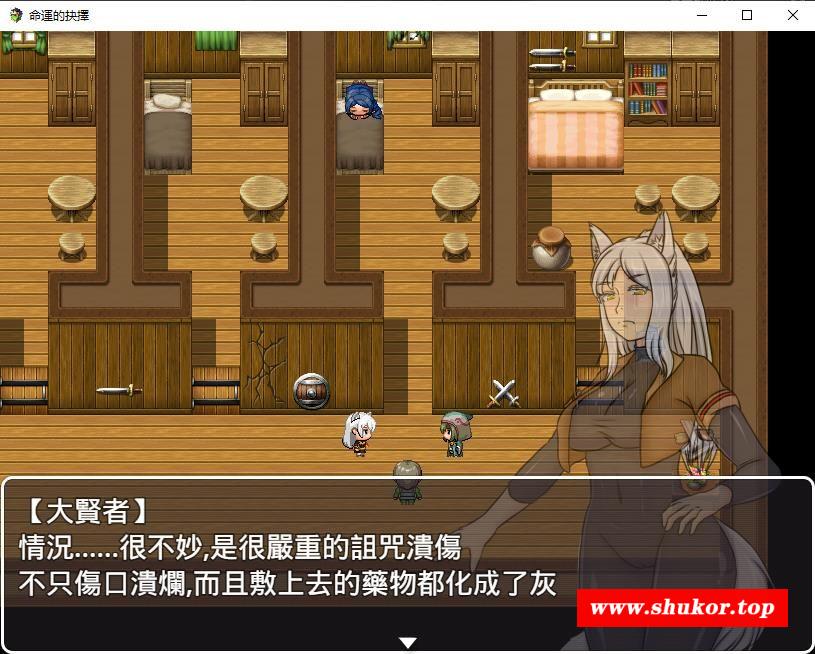 命運的抉擇
【大賢者】
情況......很不妙,是很嚴重的詛咒潰傷
不只傷口潰爛,而且敷上去的藥物都化成了灰
www.shukor.top